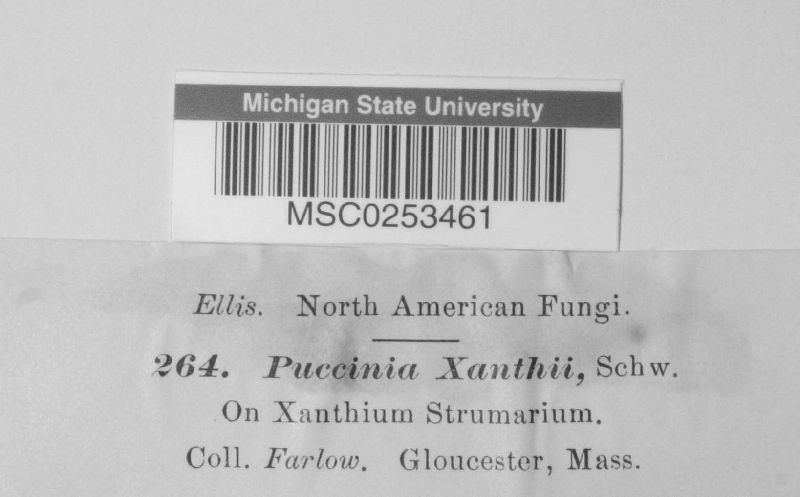 Michigan State University
MSC0253461
Ellis. North American Fungi.
264. Puccinia Xanthii, Schw.
On Xanthium Strumarium.
Coll. Farlow. Gloucester, Mass.